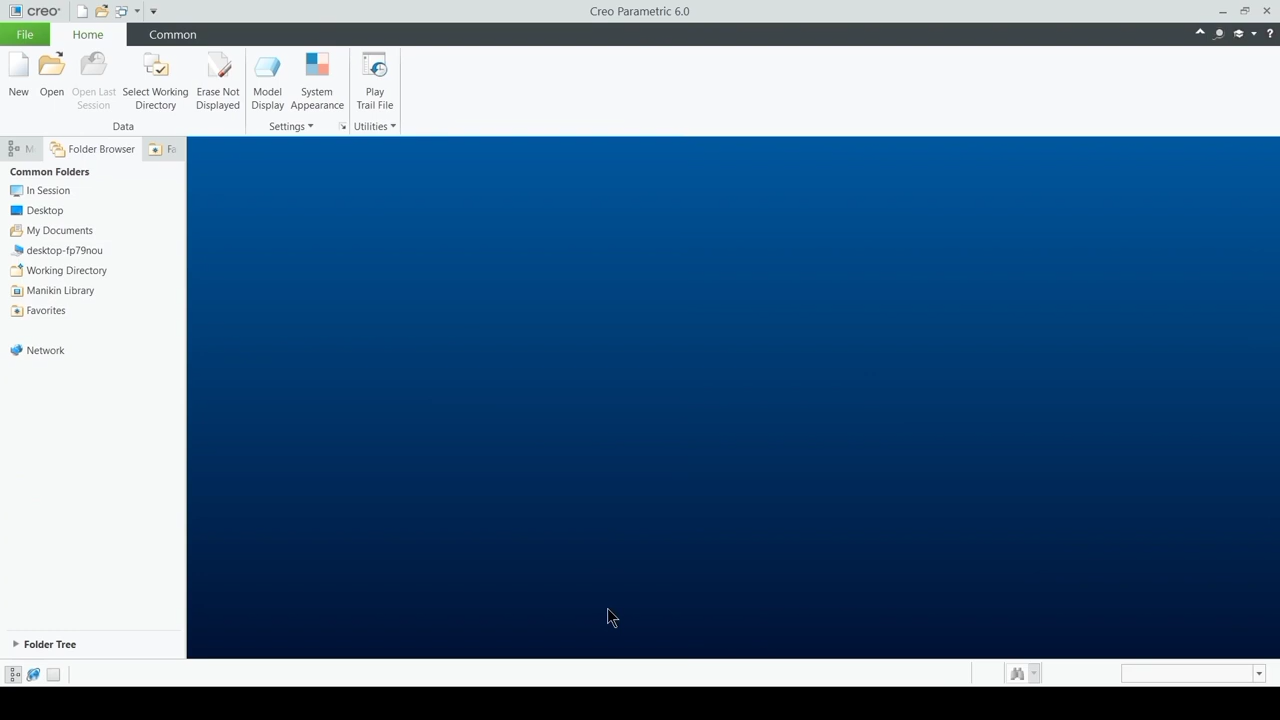 creo
Creo Parametric 6.0
File
Home
Common
New
Open
Open Last
Session
Select Working
Directory
Erase Not
Displayed
Model
Display
System
Appearance
Play
Trail File
Data
Settings
Utilities
M
Folder Browser
Fa
Common Folders
In Session
Desktop
My Documents
desktop-fp79nou
Working Directory
Manikin Library
Favorites
Network
Folder Tree